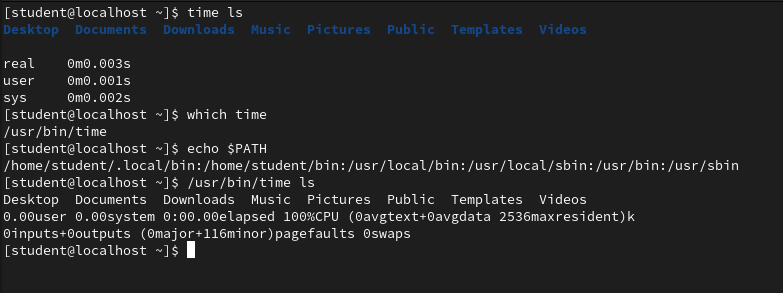 [student@localhost ~]$ time ls
Desktop  Documents  Downloads  Music  Pictures  Public  Templates  Videos

real    0m0.003s
user    0m0.001s
sys     0m0.002s
[student@localhost ~]$ which time
/usr/bin/time
[student@localhost ~]$ echo $PATH
/home/student/.local/bin:/home/student/bin:/usr/local/bin:/usr/local/sbin:/usr/bin:/usr/sbin
[student@localhost ~]$ /usr/bin/time ls
Desktop  Documents  Downloads  Music  Pictures  Public  Templates  Videos
0.00user 0.00system 0:00.00elapsed 100%CPU (0avgtext+0avgdata 2536maxresident)k
0inputs+0outputs (0major+116minor)pagefaults 0swaps
[student@localhost ~]$